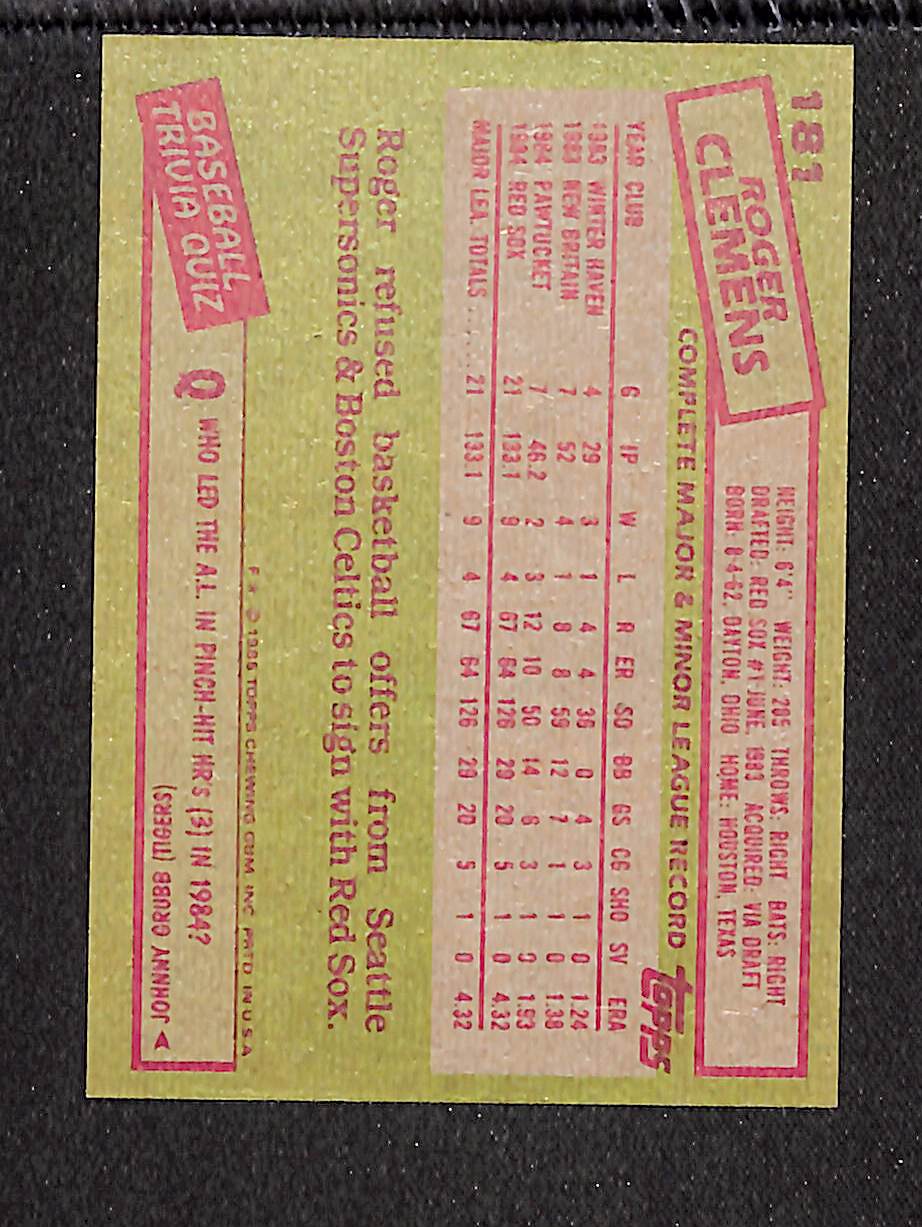 181
ROGER
CLEMENS
HEIGHT: 6'4" WEIGHT: 205 THROWS: RIGHT BATS: RIGHT
DRAFTED: RED SOX #1-JUNE, 1983 ACQUIRED: VIA DRAFT
BORN: 8-4-62, DAYTON, OHIO HOME: HOUSTON, TEXAS
COMPLETE MAJOR & MINOR LEAGUE RECORD
topps
YEAR CLUB G IP W L R ER SO BB GS CG SHO SV ERA
1983 WINTER HAVEN 4 29 3 1 4 4 36 0 4 3 1 0 1.24
1983 NEW BRITAIN 7 52 4 1 8 8 59 12 7 1 1 0 1.38
1984 PAWTUCKET 7 46.2 2 3 12 10 50 14 6 3 1 0 1.93
1984 RED SOX 21 133.1 9 4 67 64 126 29 20 5 1 0 4.32
MAJOR LEA. TOTALS..... 21 133.1 9 4 67 64 126 29 20 5 1 0 4.32
Roger refused basketball offers from Seattle
Supersonics & Boston Celtics to sign with Red Sox.
© 1985 TOPPS CHEWING GUM, INC. PRTD. IN U.S.A.
BASEBALL
TRIVIA QUIZ
Q WHO LED THE A.L. IN PINCH-HIT HR's (3) IN 1984?
JOHNNY GRUBB (TIGERS)